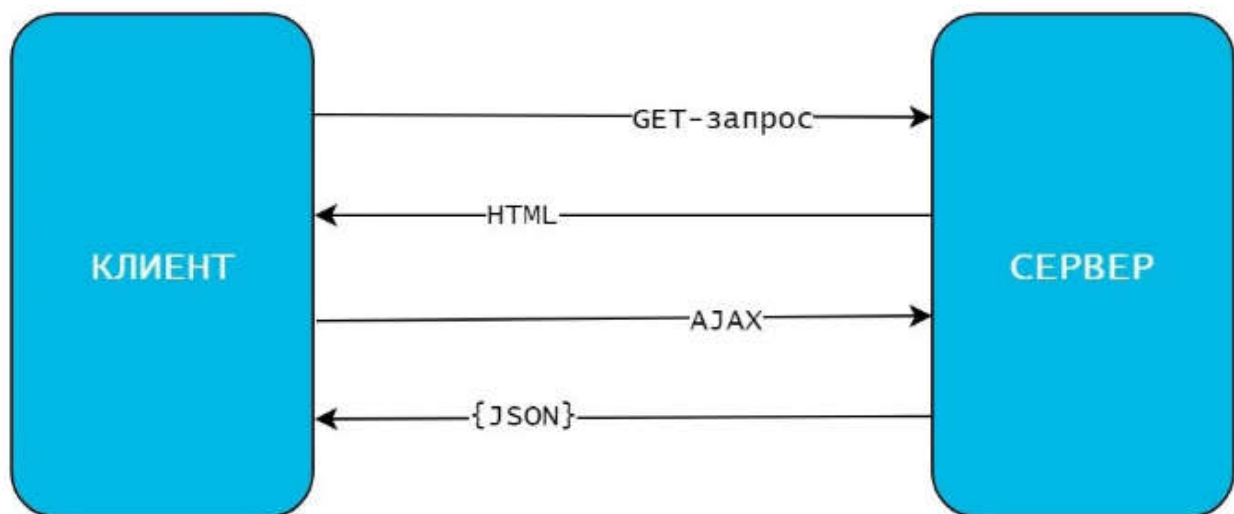 GET-запрос
HTML
КЛИЕНТ
СЕРВЕР
AJAX
{JSON}